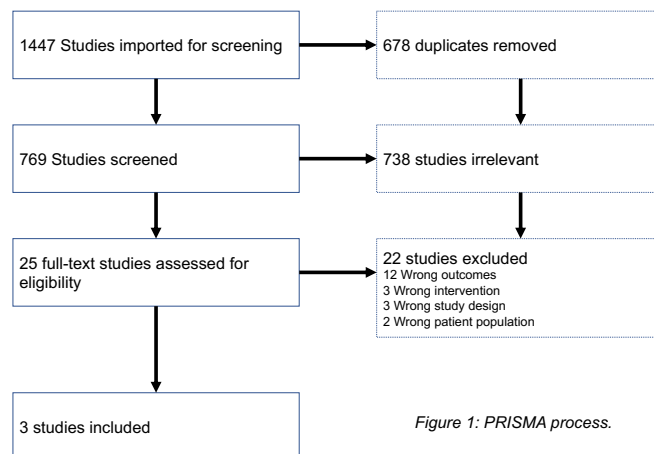 1447 Studies imported for screening
678 duplicates removed
769 Studies screened
738 studies irrelevant
25 full-text studies assessed for
eligibility
22 studies excluded
12 Wrong outcomes
3 Wrong intervention
3 Wrong study design
2 Wrong patient population
3 studies included
Figure 1: PRISMA process.